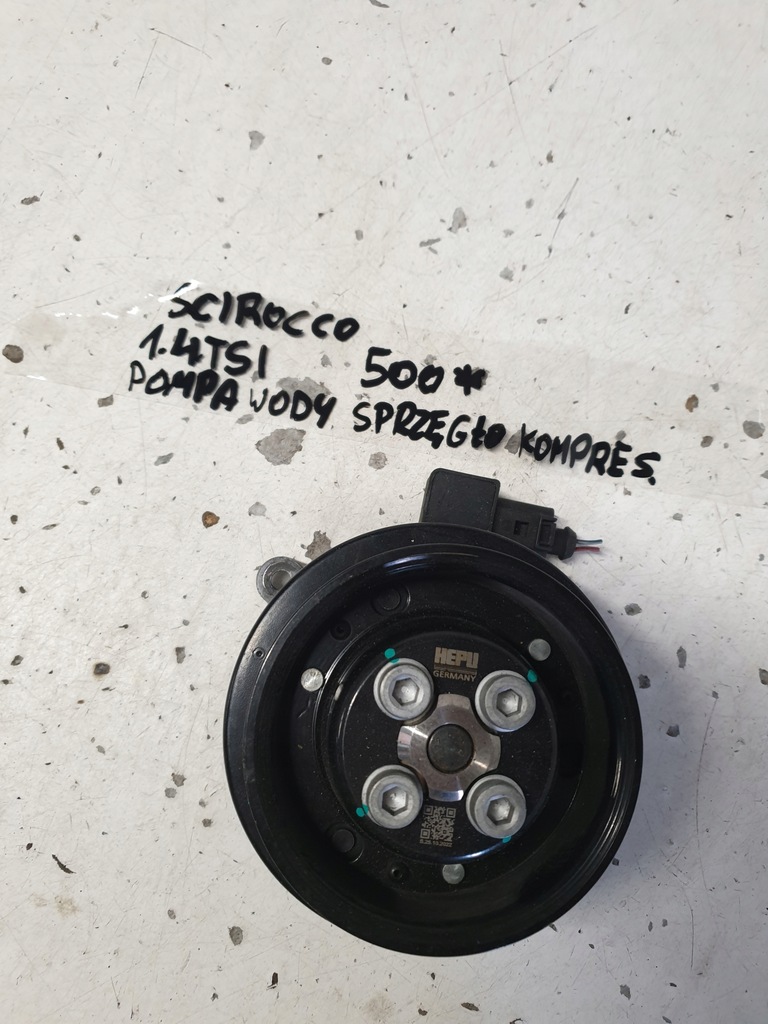 SCIROCCO
1.4TSI 500*
POMPA WODY SPRZĘGŁO KOMPRES.
HEPU
GERMANY